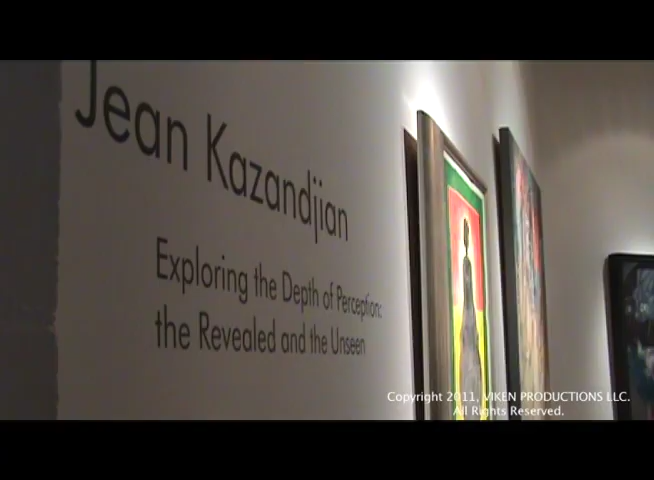 Jean Kazandjian
Exploring the Depth of Perception:
the Revealed and the Unseen
Copyright 2011, VIKEN PRODUCTIONS LLC.
All Rights Reserved.